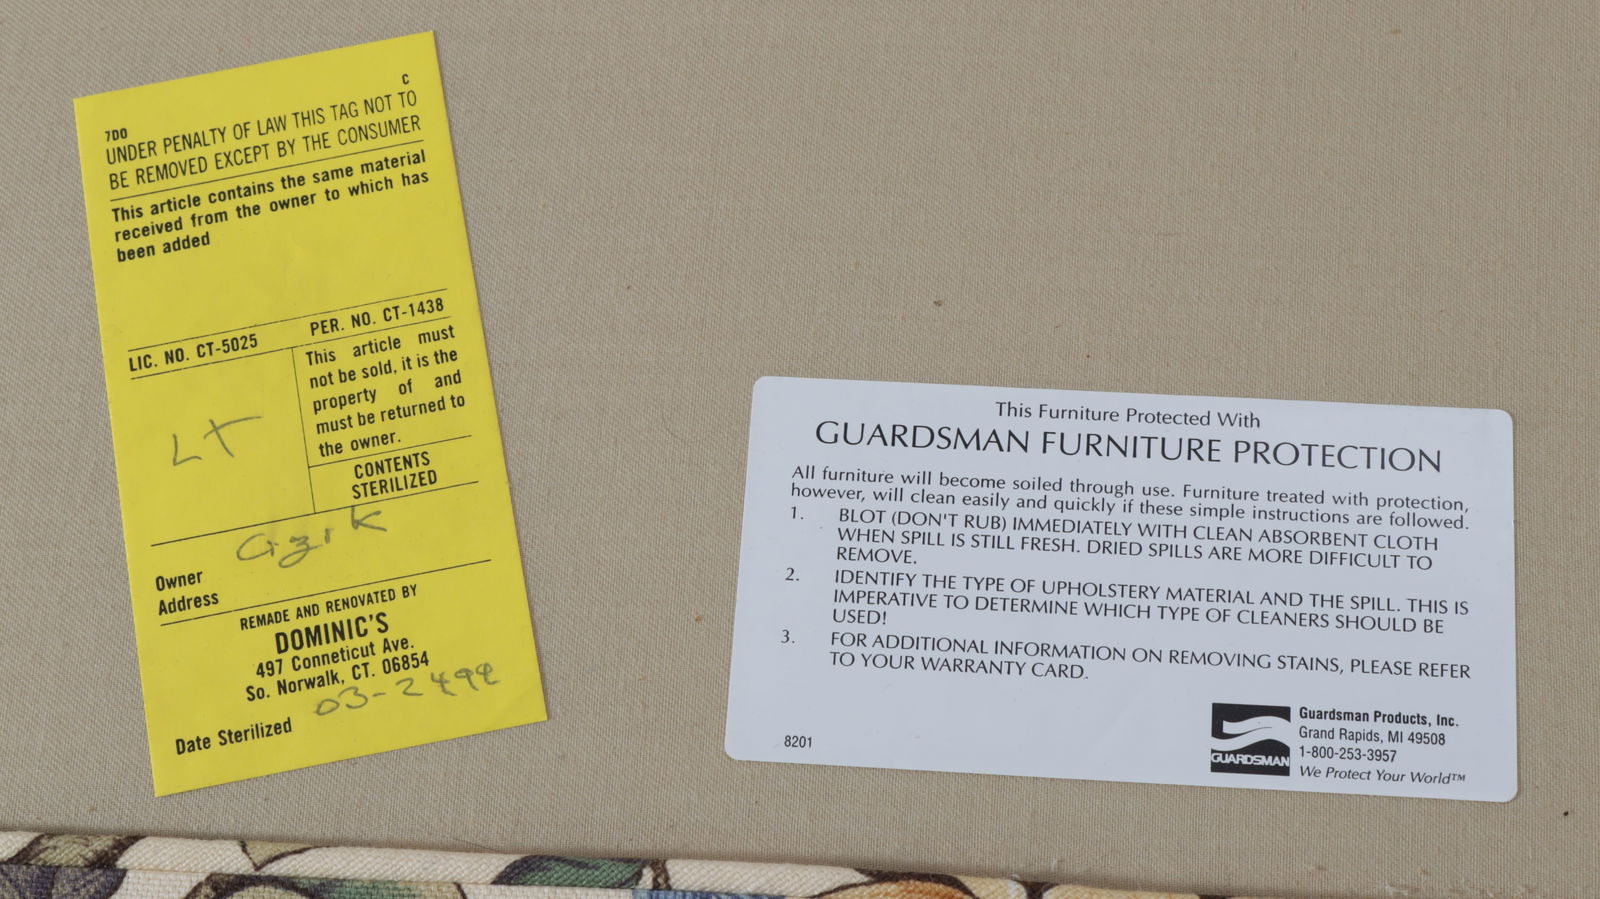 7DO
C
UNDER PENALTY OF LAW THIS TAG NOT TO
BE REMOVED EXCEPT BY THE CONSUMER
This article contains the same material
received from the owner to which has
been added
LIC. NO. CT-5025
PER. NO. CT-1438
This article must
not be sold, it is the
property of and
must be returned to
the owner.
CONTENTS
STERILIZED
Owner
Address
REMADE AND RENOVATED BY
DOMINIC'S
497 Conneticut Ave.
So. Norwalk, CT. 06854
Date Sterilized
This Furniture Protected With
GUARDSMAN FURNITURE PROTECTION
All furniture will become soiled through use. Furniture treated with protection,
however, will clean easily and quickly if these simple instructions are followed.
1. BLOT (DON'T RUB) IMMEDIATELY WITH CLEAN ABSORBENT CLOTH
WHEN SPILL IS STILL FRESH. DRIED SPILLS ARE MORE DIFFICULT TO
REMOVE.
2. IDENTIFY THE TYPE OF UPHOLSTERY MATERIAL AND THE SPILL. THIS IS
IMPERATIVE TO DETERMINE WHICH TYPE OF CLEANERS SHOULD BE
USED!
3. FOR ADDITIONAL INFORMATION ON REMOVING STAINS, PLEASE REFER
TO YOUR WARRANTY CARD.
8201
GUARDSMAN
Guardsman Products, Inc.
Grand Rapids, MI 49508
1-800-253-3957
We Protect Your World™